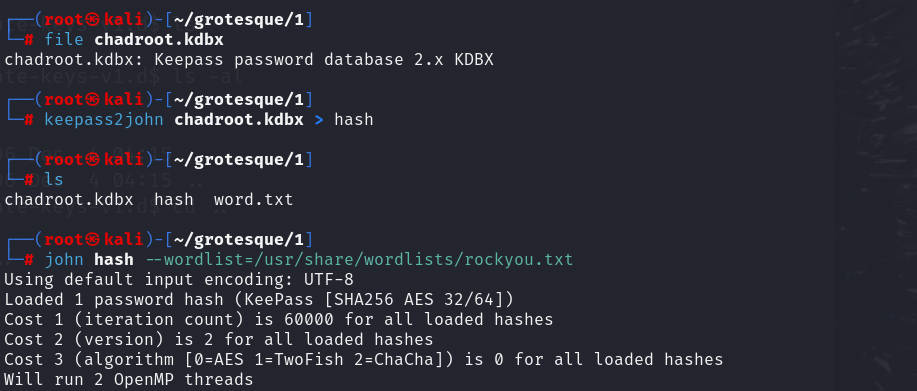 ┌──(root㉿kali)-[~/grotesque/1]
└─# file chadroot.kdbx
chadroot.kdbx: Keepass password database 2.x KDBX
┌──(root㉿kali)-[~/grotesque/1]
└─# keepass2john chadroot.kdbx > hash
┌──(root㉿kali)-[~/grotesque/1]
└─# ls
chadroot.kdbx  hash  word.txt
┌──(root㉿kali)-[~/grotesque/1]
└─# john hash --wordlist=/usr/share/wordlists/rockyou.txt
Using default input encoding: UTF-8
Loaded 1 password hash (KeePass [SHA256 AES 32/64])
Cost 1 (iteration count) is 60000 for all loaded hashes
Cost 2 (version) is 2 for all loaded hashes
Cost 3 (algorithm [0=AES 1=TwoFish 2=ChaCha]) is 0 for all loaded hashes
Will run 2 OpenMP threads